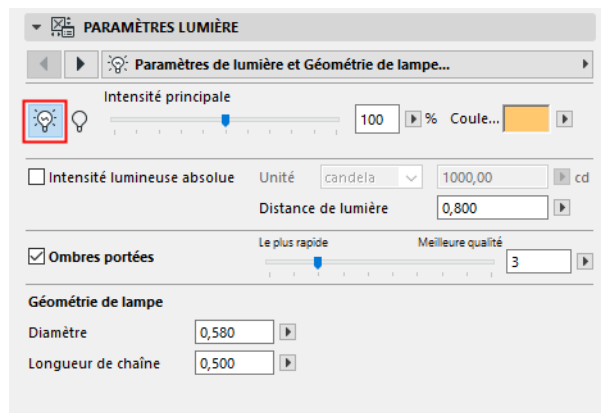 PARAMÈTRES LUMIÈRE
Paramètres de lumière et Géométrie de lampe...
Intensité principale
100 % Coule...
Intensité lumineuse absolue Unité candela 1000,00 cd
Distance de lumière 0,800
Le plus rapide Meilleure qualité
Ombres portées 3
Géométrie de lampe
Diamètre 0,580
Longueur de chaîne 0,500